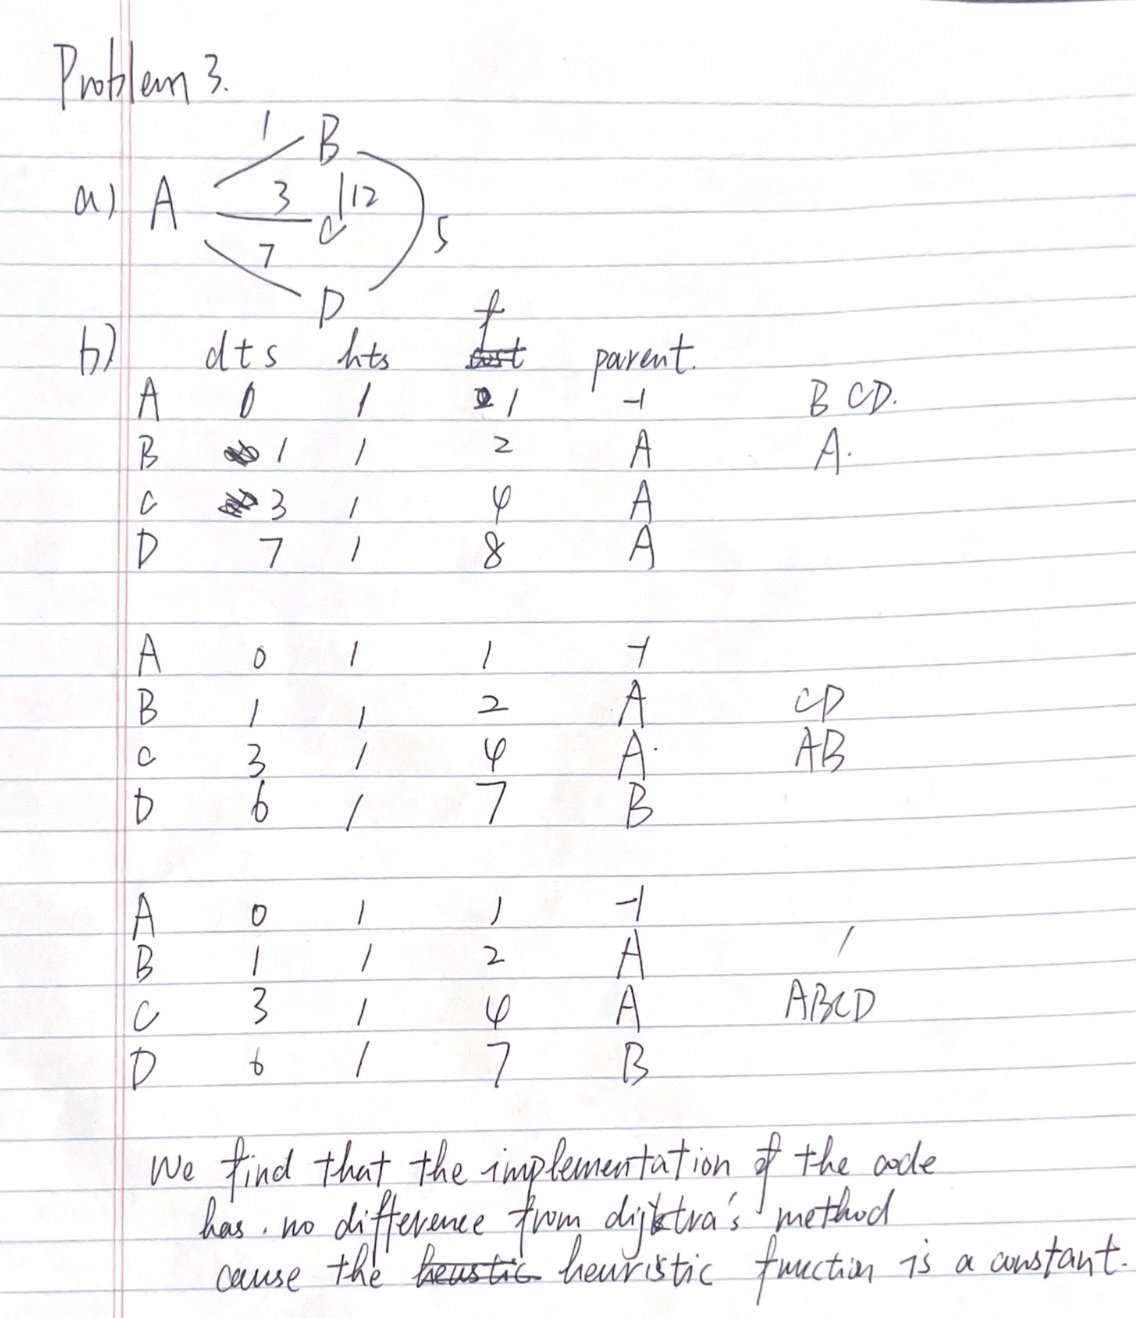 Problem 3.
1 B
a) A 3 12
C 5
7
D
b) dts hts f parent.
A 0 1 1 -1 B CD.
B 1 1 2 A A.
C 3 1 4 A
D 7 1 8 A
A 0 1 1 -1
B 1 1 2 A CD
C 3 1 4 A. AB
D 6 1 7 B
A 0 1 1 -1
B 1 1 2 A /
C 3 1 4 A ABCD
D 6 1 7 B
We find that the implementation of the code
has. no difference from dijktra's method
cause the heuristic function is a constant.